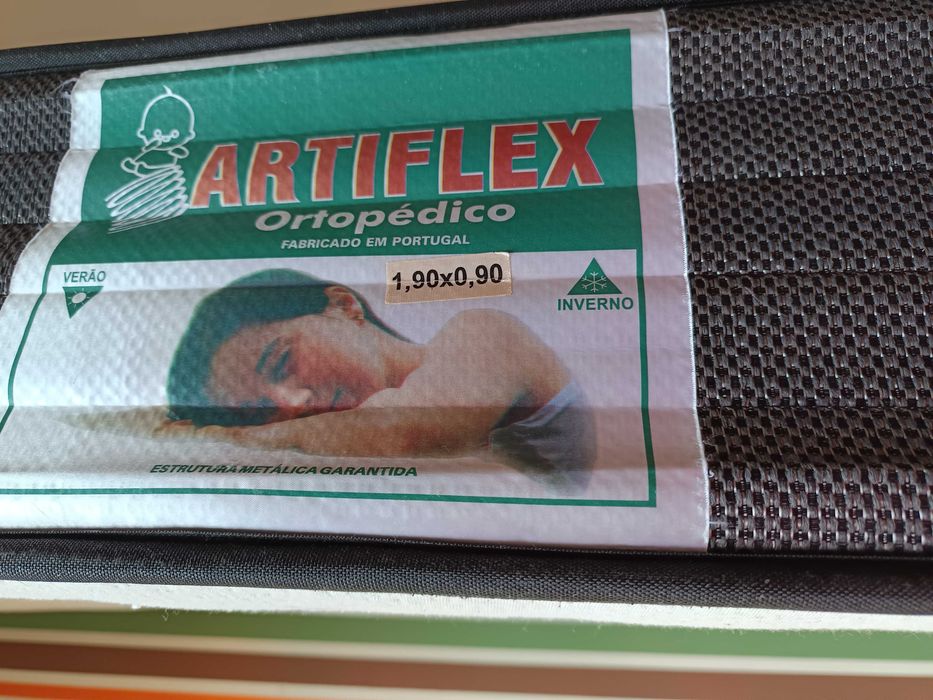 ARTIFLEX
Ortopédico
FABRICADO EM PORTUGAL
VERÃO
1,90x0,90
INVERNO
ESTRUTURA METÁLICA GARANTIDA